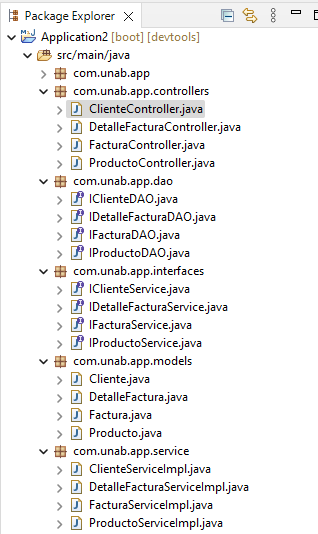 Package Explorer
Application2 [boot] [devtools]
src/main/java
com.unab.app
com.unab.app.controllers
ClienteController.java
DetalleFacturaController.java
FacturaController.java
ProductoController.java
com.unab.app.dao
IClienteDAO.java
IDetalleFacturaDAO.java
IFacturaDAO.java
IProductoDAO.java
com.unab.app.interfaces
IClienteService.java
IDetalleFacturaService.java
IFacturaService.java
IProductoService.java
com.unab.app.models
Cliente.java
DetalleFactura.java
Factura.java
Producto.java
com.unab.app.service
ClienteServiceImpl.java
DetalleFacturaServiceImpl.java
FacturaServiceImpl.java
ProductoServiceImpl.java